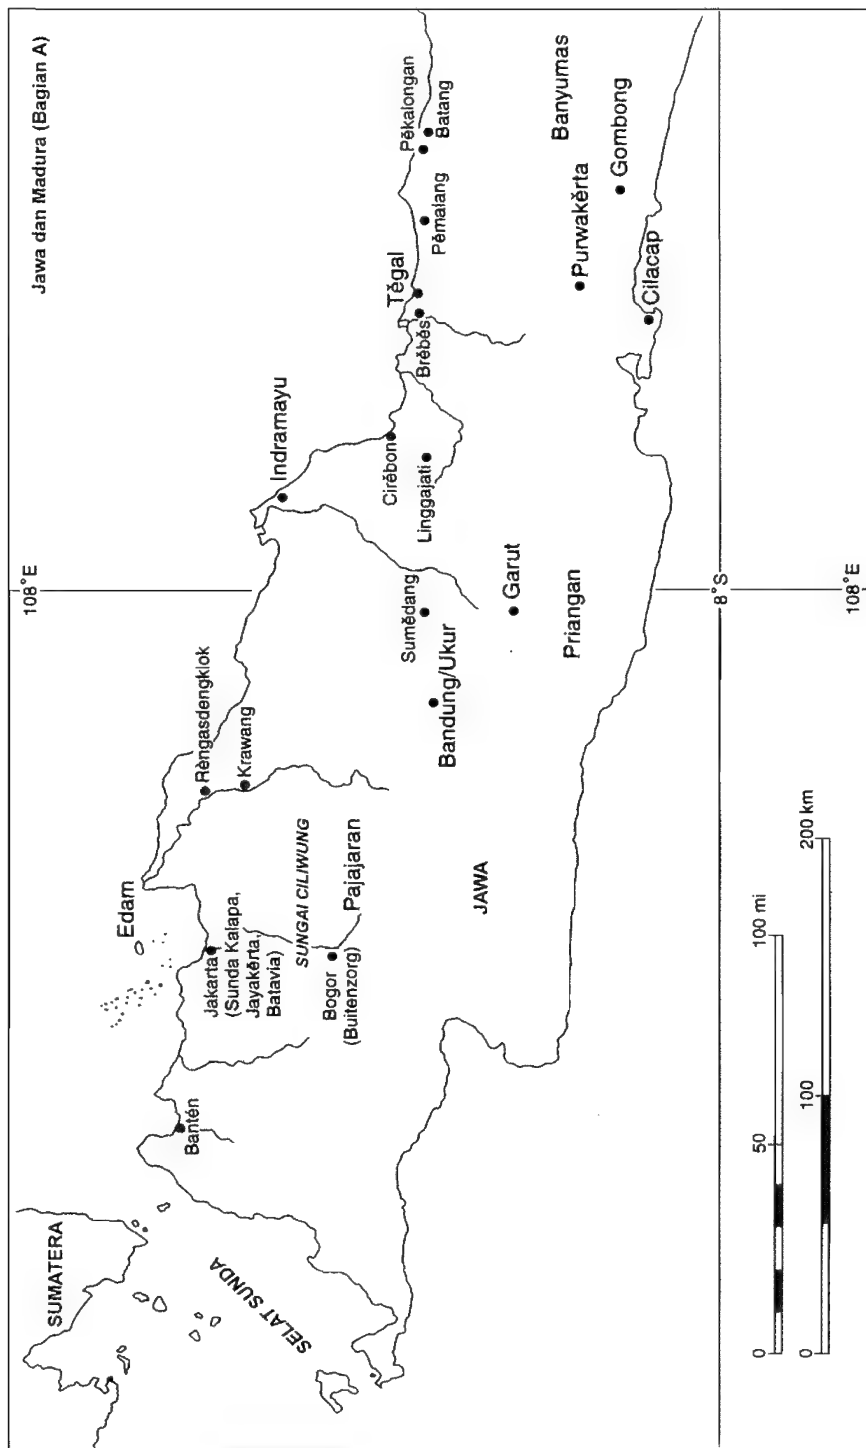 Jawa dan Madura (Bagian A)
108°E
SUMATERA
SELAT SUNDA
Bantén
Edam
Jakarta
(Sunda Kalapa,
Jayakĕrta,
Batavia)
SUNGAI CILIWUNG
Bogor
(Buitenzorg)
Pajajaran
Rĕngasdengklok
Krawang
Indramayu
Cirĕbon
Linggajati
Sumĕdang
Bandung/Ukur
Garut
Priangan
JAWA
Brĕbĕs
Tĕgal
Pĕmalang
Pĕkalongan
Batang
Banyumas
Purwakĕrta
Gombong
Cilacap
8°S
108°E
0 50 100 mi
0 100 200 km